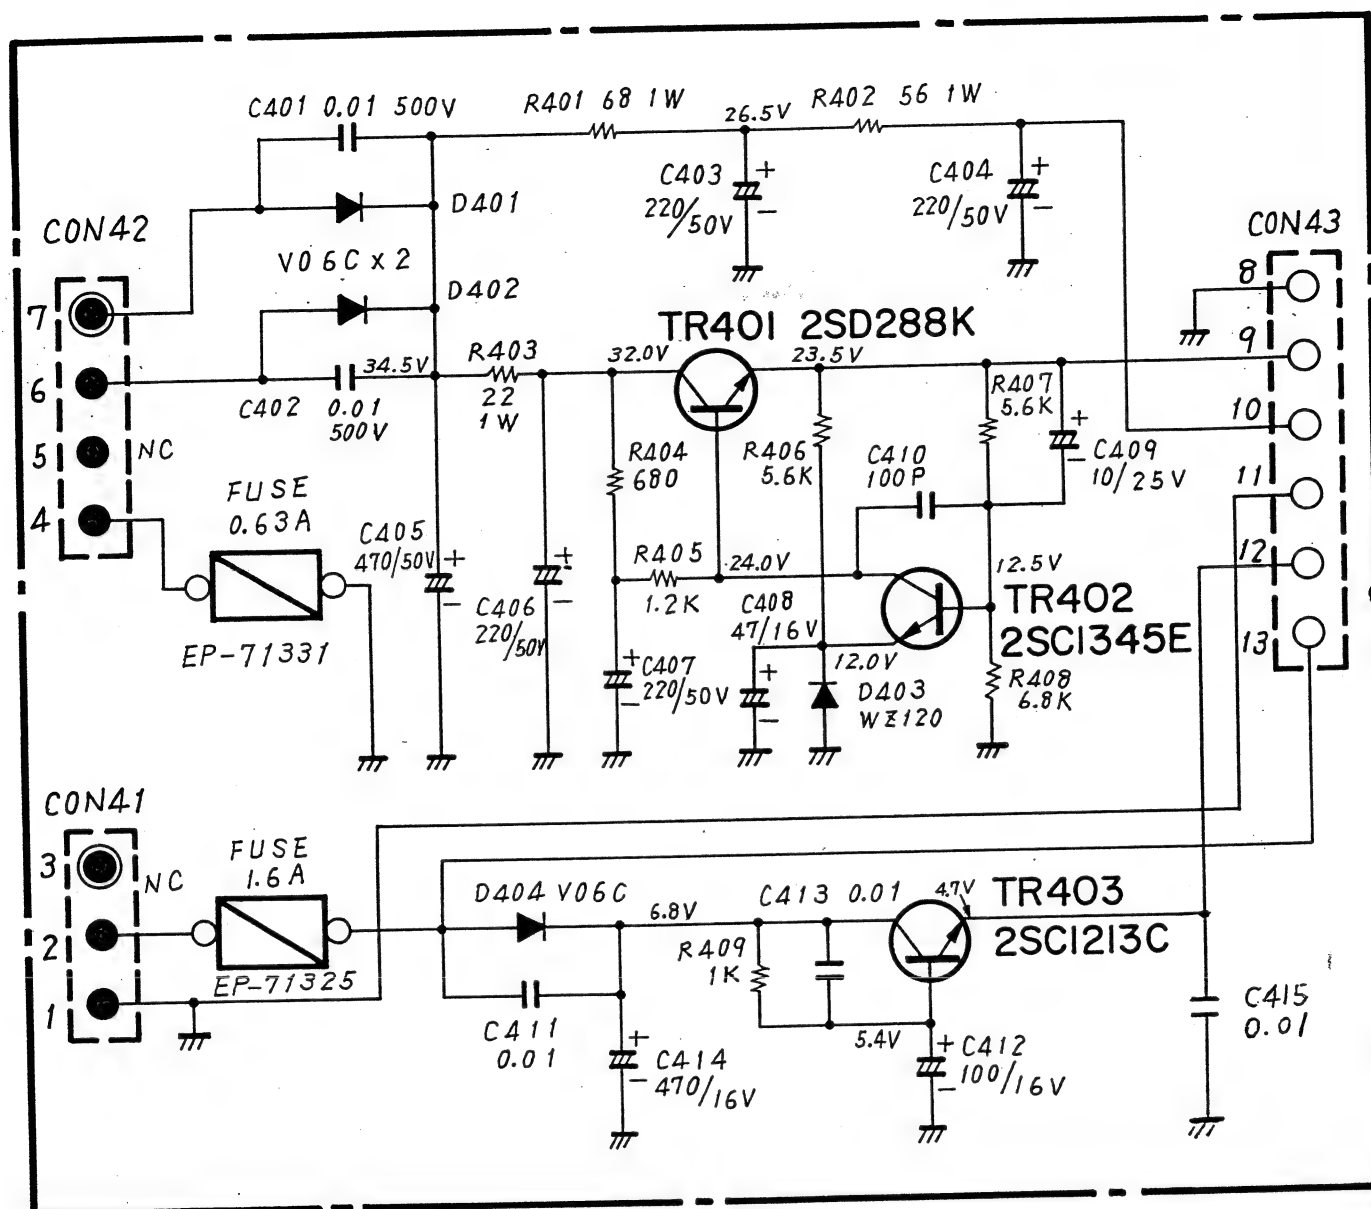 C401 0.01 500V
R401 68 1W
26.5V
R402 56 1W
C403
220/50V
+
-
C404
220/50V
+
-
D401
V06C x 2
D402
CON42
7
6
5
4
NC
CON43
8
9
10
11
12
13
TR401 2SD288K
34.5V
R403
22
1W
32.0V
23.5V
C402
0.01
500V
R407
5.6K
R404
680
R406
5.6K
C410
100P
+
-
C409
10/25V
FUSE
0.63A
EP-71331
C405
470/50V
+
-
C406
220/50V
+
-
R405
1.2K
24.0V
C408
47/16V
+
-
12.5V
TR402
2SC1345E
C407
220/50V
+
-
12.0V
D403
WZ120
R408
6.8K
CON41
3
2
1
NC
FUSE
1.6A
EP-71325
D404 V06C
6.8V
C413 0.01
4.7V
TR403
2SC1213C
R409
1K
C411
0.01
C414
470/16V
+
-
5.4V
+
-
C412
100/16V
C415
0.01